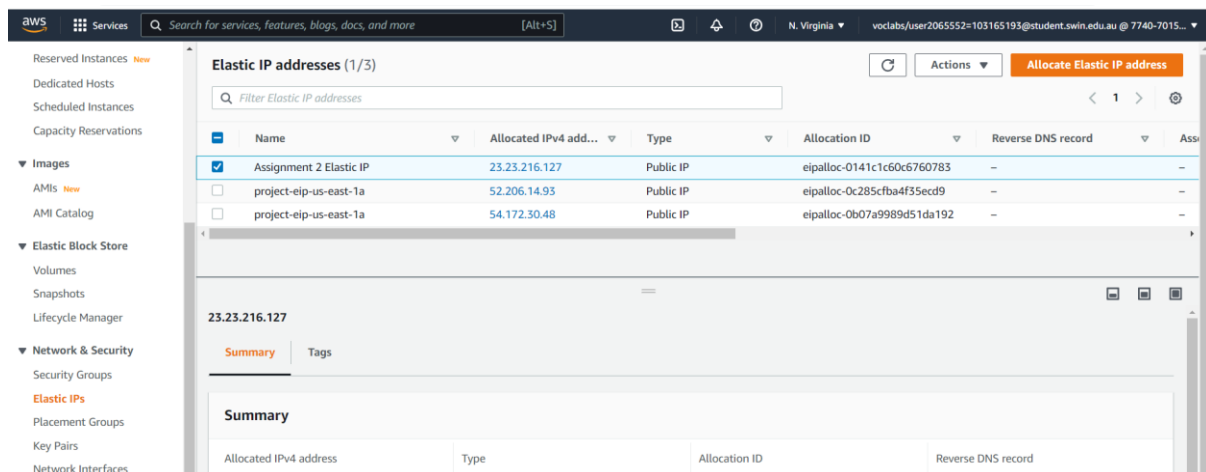 aws Services Search for services, features, blogs, docs, and more [Alt+S] N. Virginia voclabs/user2065552=103165193@student.swin.edu.au @ 7740-7015...
Reserved Instances New
Dedicated Hosts
Scheduled Instances
Capacity Reservations
Images
AMIs New
AMI Catalog
Elastic Block Store
Volumes
Snapshots
Lifecycle Manager
Network & Security
Security Groups
Elastic IPs
Placement Groups
Key Pairs
Network Interfaces
Elastic IP addresses (1/3) Actions Allocate Elastic IP address
Filter Elastic IP addresses 1
Name Allocated IPv4 add... Type Allocation ID Reverse DNS record Ass
Assignment 2 Elastic IP 23.23.216.127 Public IP eipalloc-0141c1c60c6760783 – –
project-eip-us-east-1a 52.206.14.93 Public IP eipalloc-0c285cfba4f35ecd9 – –
project-eip-us-east-1a 54.172.30.48 Public IP eipalloc-0b07a9989d51da192 – –
23.23.216.127
Summary Tags
Summary
Allocated IPv4 address Type Allocation ID Reverse DNS record